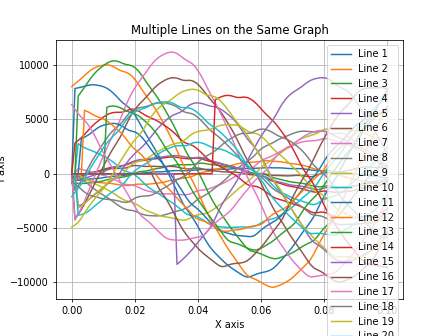 Multiple Lines on the Same Graph
10000
5000
0
−5000
−10000
0.00
0.02
0.04
0.06
X axis
Line 1
Line 2
Line 3
Line 4
Line 5
Line 6
Line 7
Line 8
Line 9
Line 10
Line 11
Line 12
Line 13
Line 14
Line 15
Line 16
Line 17
Line 18
Line 19
Line 20